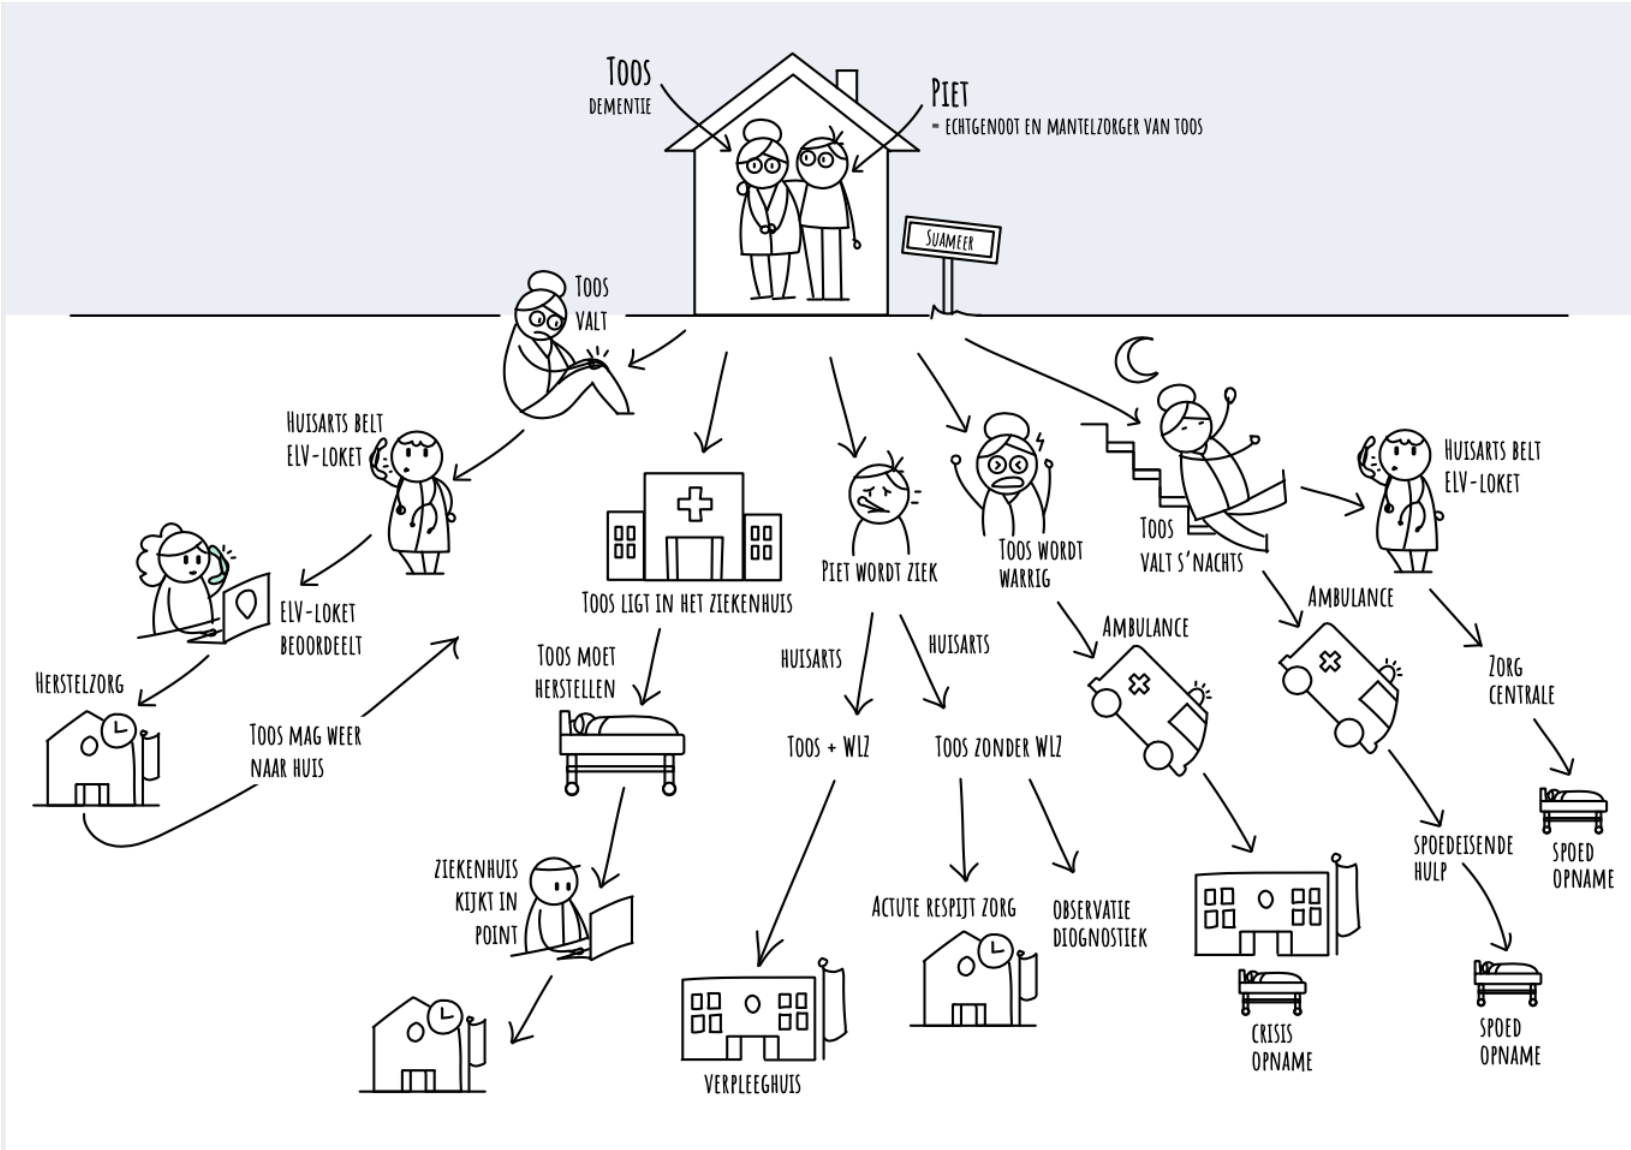 Toos
dementie
Piet
= echtgenoot en mantelzorger van Toos
Suameer
Toos
valt
Huisarts belt
ELV-loket
ELV-loket
beoordeelt
Herstelzorg
Toos mag weer
naar huis
Toos ligt in het ziekenhuis
Toos moet
herstellen
Ziekenhuis
kijkt in
point
Piet wordt ziek
Huisarts
Huisarts
Toos + WLZ
Toos zonder WLZ
Verpleeghuis
Actute respijt zorg
Observatie
diognostiek
Toos wordt
warrig
Ambulance
Crisis
opname
Toos
valt s'nachts
Ambulance
Spoedeisende
hulp
Spoed
opname
Huisarts belt
ELV-loket
Zorg
centrale
Spoed
opname